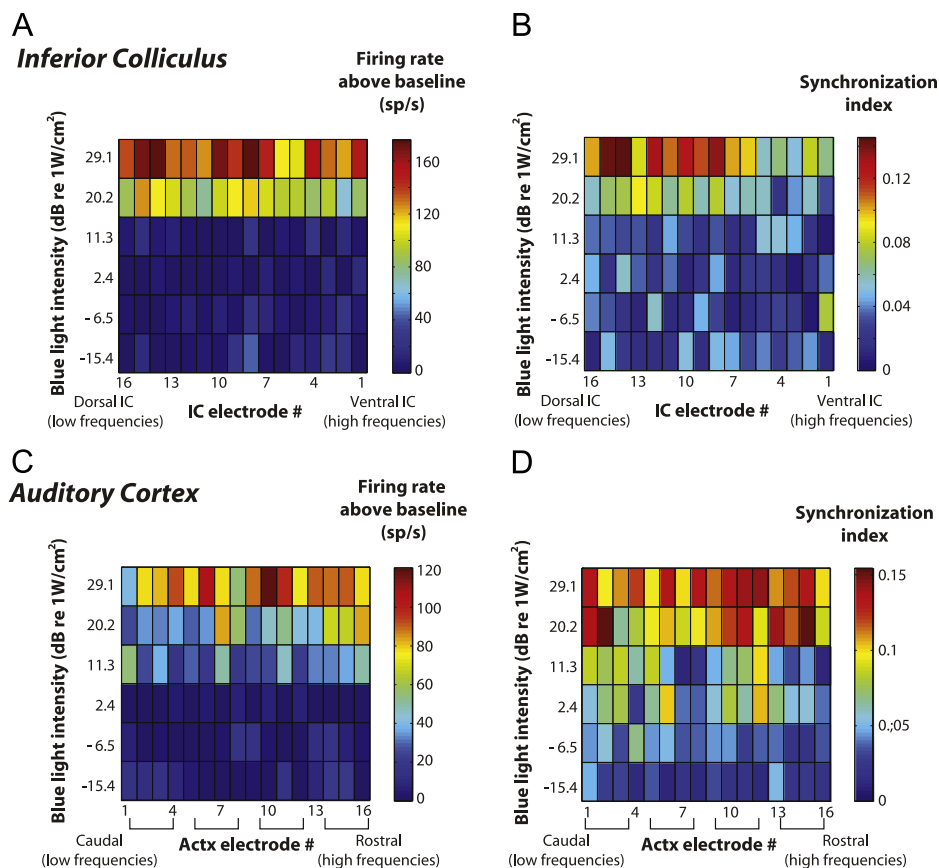 A
Inferior Colliculus
Firing rate
above baseline
(sp/s)
Blue light intensity (dB re 1W/cm²)
29.1
20.2
11.3
2.4
- 6.5
-15.4
16 13 10 7 4 1
Dorsal IC
(low frequencies)
IC electrode #
Ventral IC
(high frequencies)
160
120
80
40
0
B
Synchronization
index
Blue light intensity (dB re 1W/cm²)
29.1
20.2
11.3
2.4
- 6.5
-15.4
16 13 10 7 4 1
Dorsal IC
(low frequencies)
IC electrode #
Ventral IC
(high frequencies)
0.12
0.08
0.04
0
C
Auditory Cortex
Firing rate
above baseline
(sp/s)
Blue light intensity (dB re 1W/cm²)
29.1
20.2
11.3
2.4
- 6.5
-15.4
1 4 7 10 13 16
Caudal
(low frequencies)
Actx electrode #
Rostral
(high frequencies)
120
100
80
60
40
20
0
D
Synchronization
index
Blue light intensity (dB re 1W/cm²)
29.1
20.2
11.3
2.4
- 6.5
-15.4
1 4 7 10 13 16
Caudal
(low frequencies)
Actx electrode #
Rostral
(high frequencies)
0.15
0.1
0.;05
0